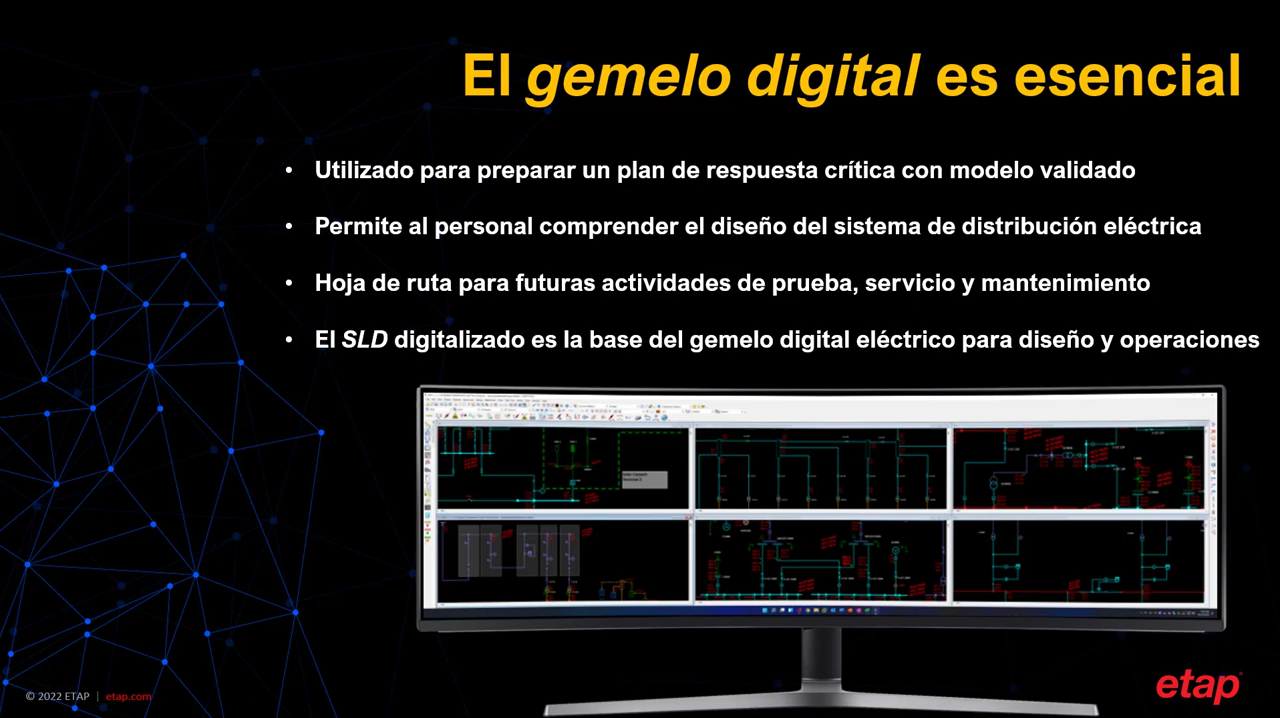 El gemelo digital es esencial
• Utilizado para preparar un plan de respuesta crítica con modelo validado
• Permite al personal comprender el diseño del sistema de distribución eléctrica
• Hoja de ruta para futuras actividades de prueba, servicio y mantenimiento
• El SLD digitalizado es la base del gemelo digital eléctrico para diseño y operaciones
© 2022 ETAP | etap.com
etap